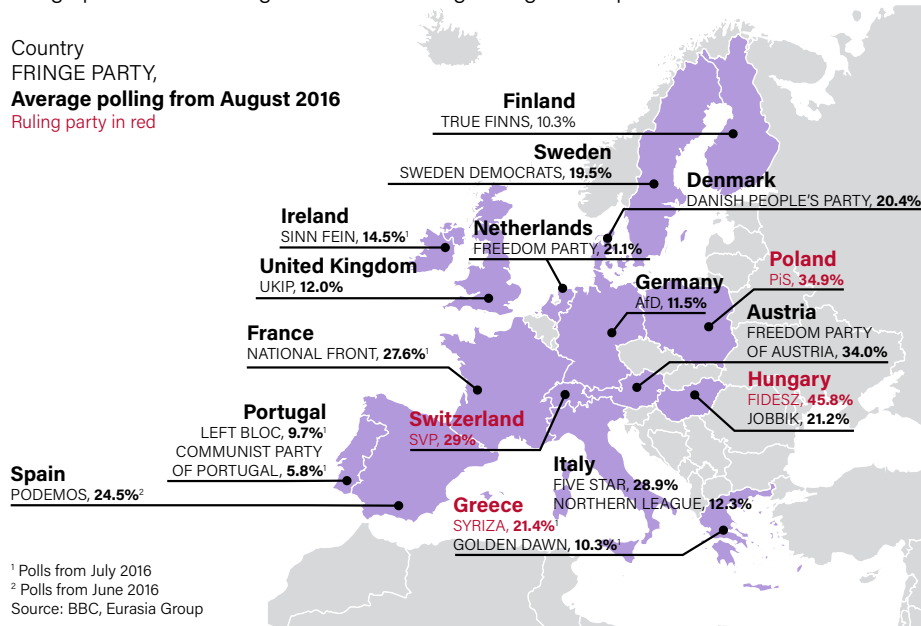 Country
FRINGE PARTY,
Average polling from August 2016
Ruling party in red
Finland
TRUE FINNS, 10.3%
Sweden
SWEDEN DEMOCRATS, 19.5%
Denmark
DANISH PEOPLE'S PARTY, 20.4%
Ireland
SINN FEIN, 14.5%¹
Netherlands
FREEDOM PARTY, 21.1%
United Kingdom
UKIP, 12.0%
Poland
PiS, 34.9%
Germany
AfD, 11.5%
Austria
FREEDOM PARTY
OF AUSTRIA, 34.0%
France
NATIONAL FRONT, 27.6%¹
Hungary
FIDESZ, 45.8%
JOBBIK, 21.2%
Switzerland
SVP, 29%
Portugal
LEFT BLOC, 9.7%¹
COMMUNIST PARTY
OF PORTUGAL, 5.8%¹
Spain
PODEMOS, 24.5%²
Italy
FIVE STAR, 28.9%
NORTHERN LEAGUE, 12.3%
Greece
SYRIZA, 21.4%¹
GOLDEN DAWN, 10.3%¹
¹ Polls from July 2016
² Polls from June 2016
Source: BBC, Eurasia Group